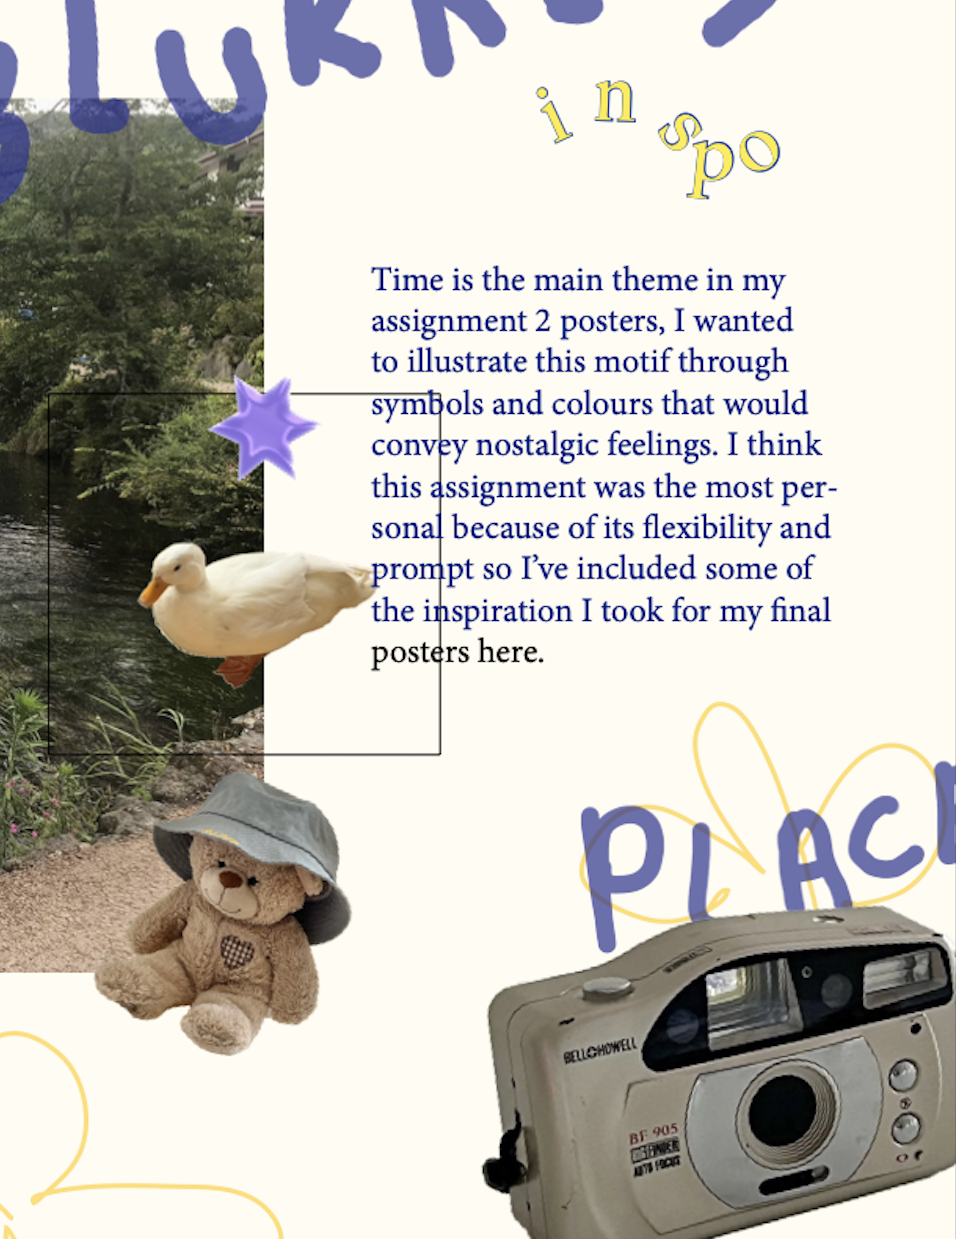 BLURRY
inspo
Time is the main theme in my
assignment 2 posters, I wanted
to illustrate this motif through
symbols and colours that would
convey nostalgic feelings. I think
this assignment was the most per-
sonal because of its flexibility and
prompt so I've included some of
the inspiration I took for my final
posters here.
PLACE
BELL+HOWELL
BF 905
AUTO FOCUS